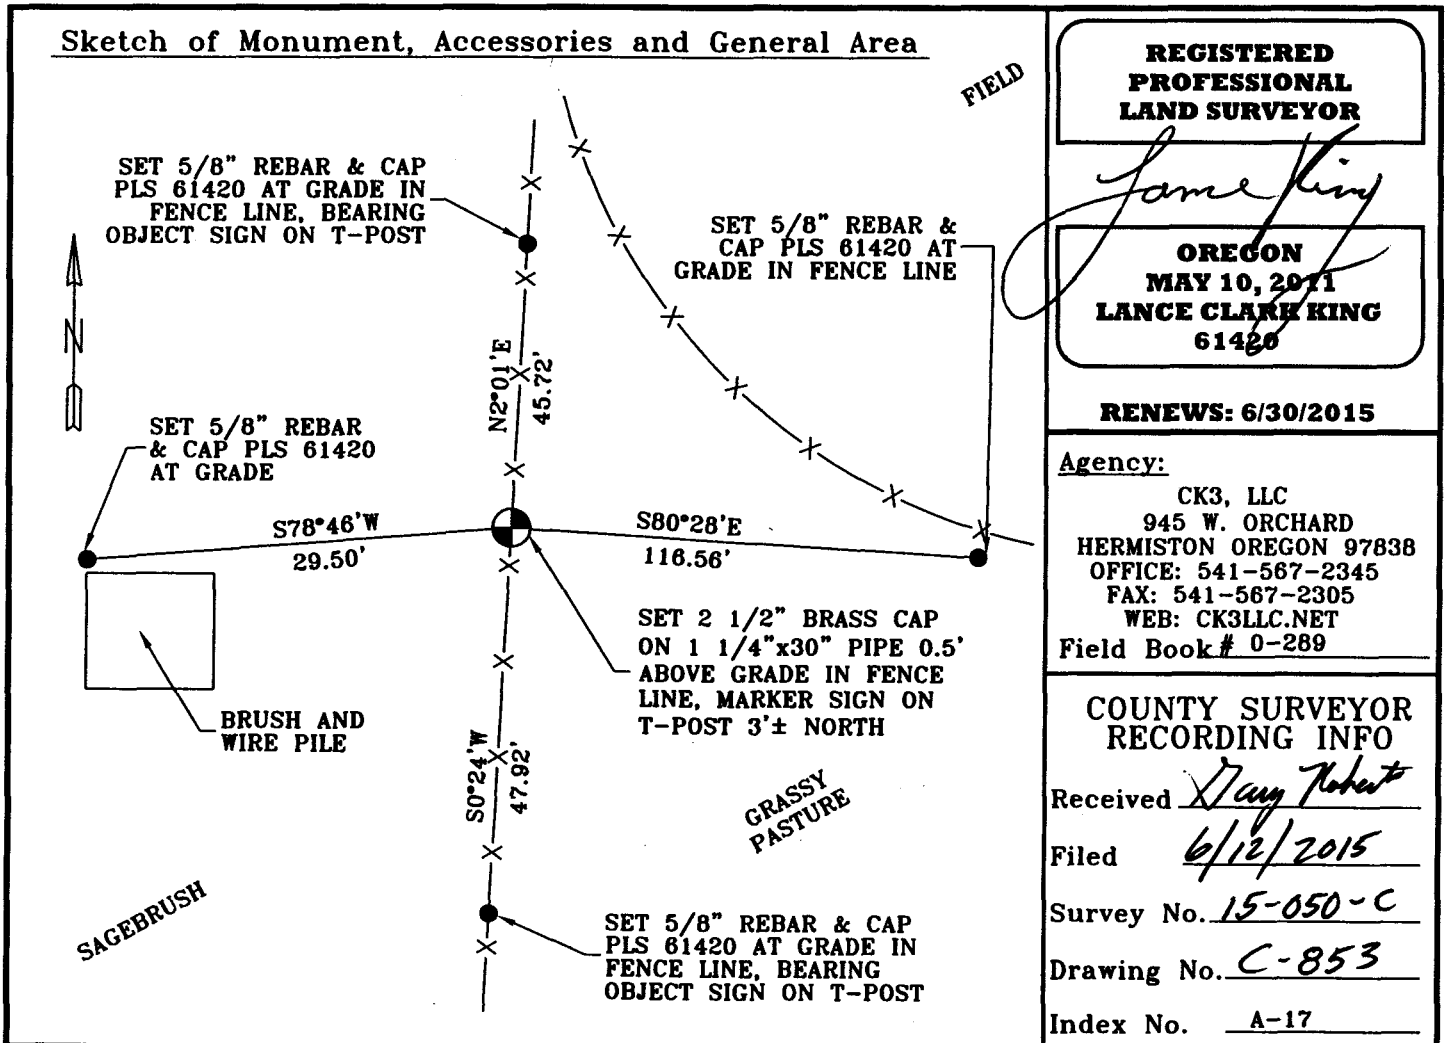 Sketch of Monument, Accessories and General Area
FIELD
SET 5/8" REBAR & CAP
PLS 61420 AT GRADE IN
FENCE LINE, BEARING
OBJECT SIGN ON T-POST
SET 5/8" REBAR &
CAP PLS 61420 AT
GRADE IN FENCE LINE
N
N2°01'E
45.72'
SET 5/8" REBAR
& CAP PLS 61420
AT GRADE
S78°46'W
29.50'
S80°28'E
116.56'
SET 2 1/2" BRASS CAP
ON 1 1/4"x30" PIPE 0.5'
ABOVE GRADE IN FENCE
LINE, MARKER SIGN ON
T-POST 3'± NORTH
BRUSH AND
WIRE PILE
S0°24'W
47.92'
GRASSY
PASTURE
SAGEBRUSH
SET 5/8" REBAR & CAP
PLS 61420 AT GRADE IN
FENCE LINE, BEARING
OBJECT SIGN ON T-POST
REGISTERED
PROFESSIONAL
LAND SURVEYOR
OREGON
MAY 10, 2011
LANCE CLARK KING
61420
RENEWS: 6/30/2015
Agency:
CK3, LLC
945 W. ORCHARD
HERMISTON OREGON 97838
OFFICE: 541-567-2345
FAX: 541-567-2305
WEB: CK3LLC.NET
Field Book # 0-289
COUNTY SURVEYOR
RECORDING INFO
Received Gary
Filed 6/12/2015
Survey No. 15-050-C
Drawing No. C-853
Index No. A-17